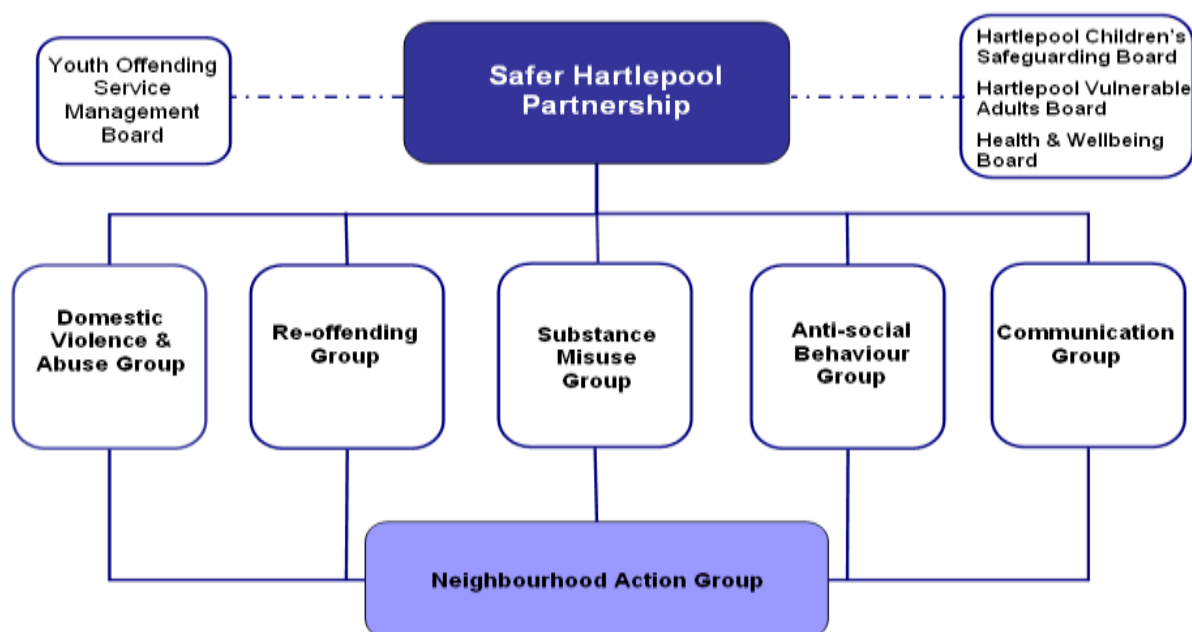 Youth Offending
Service
Management
Board
Safer Hartlepool
Partnership
Hartlepool Children's
Safeguarding Board
Hartlepool Vulnerable
Adults Board
Health & Wellbeing
Board
Domestic
Violence &
Abuse Group
Re-offending
Group
Substance
Misuse
Group
Anti-social
Behaviour
Group
Communication
Group
Neighbourhood Action Group